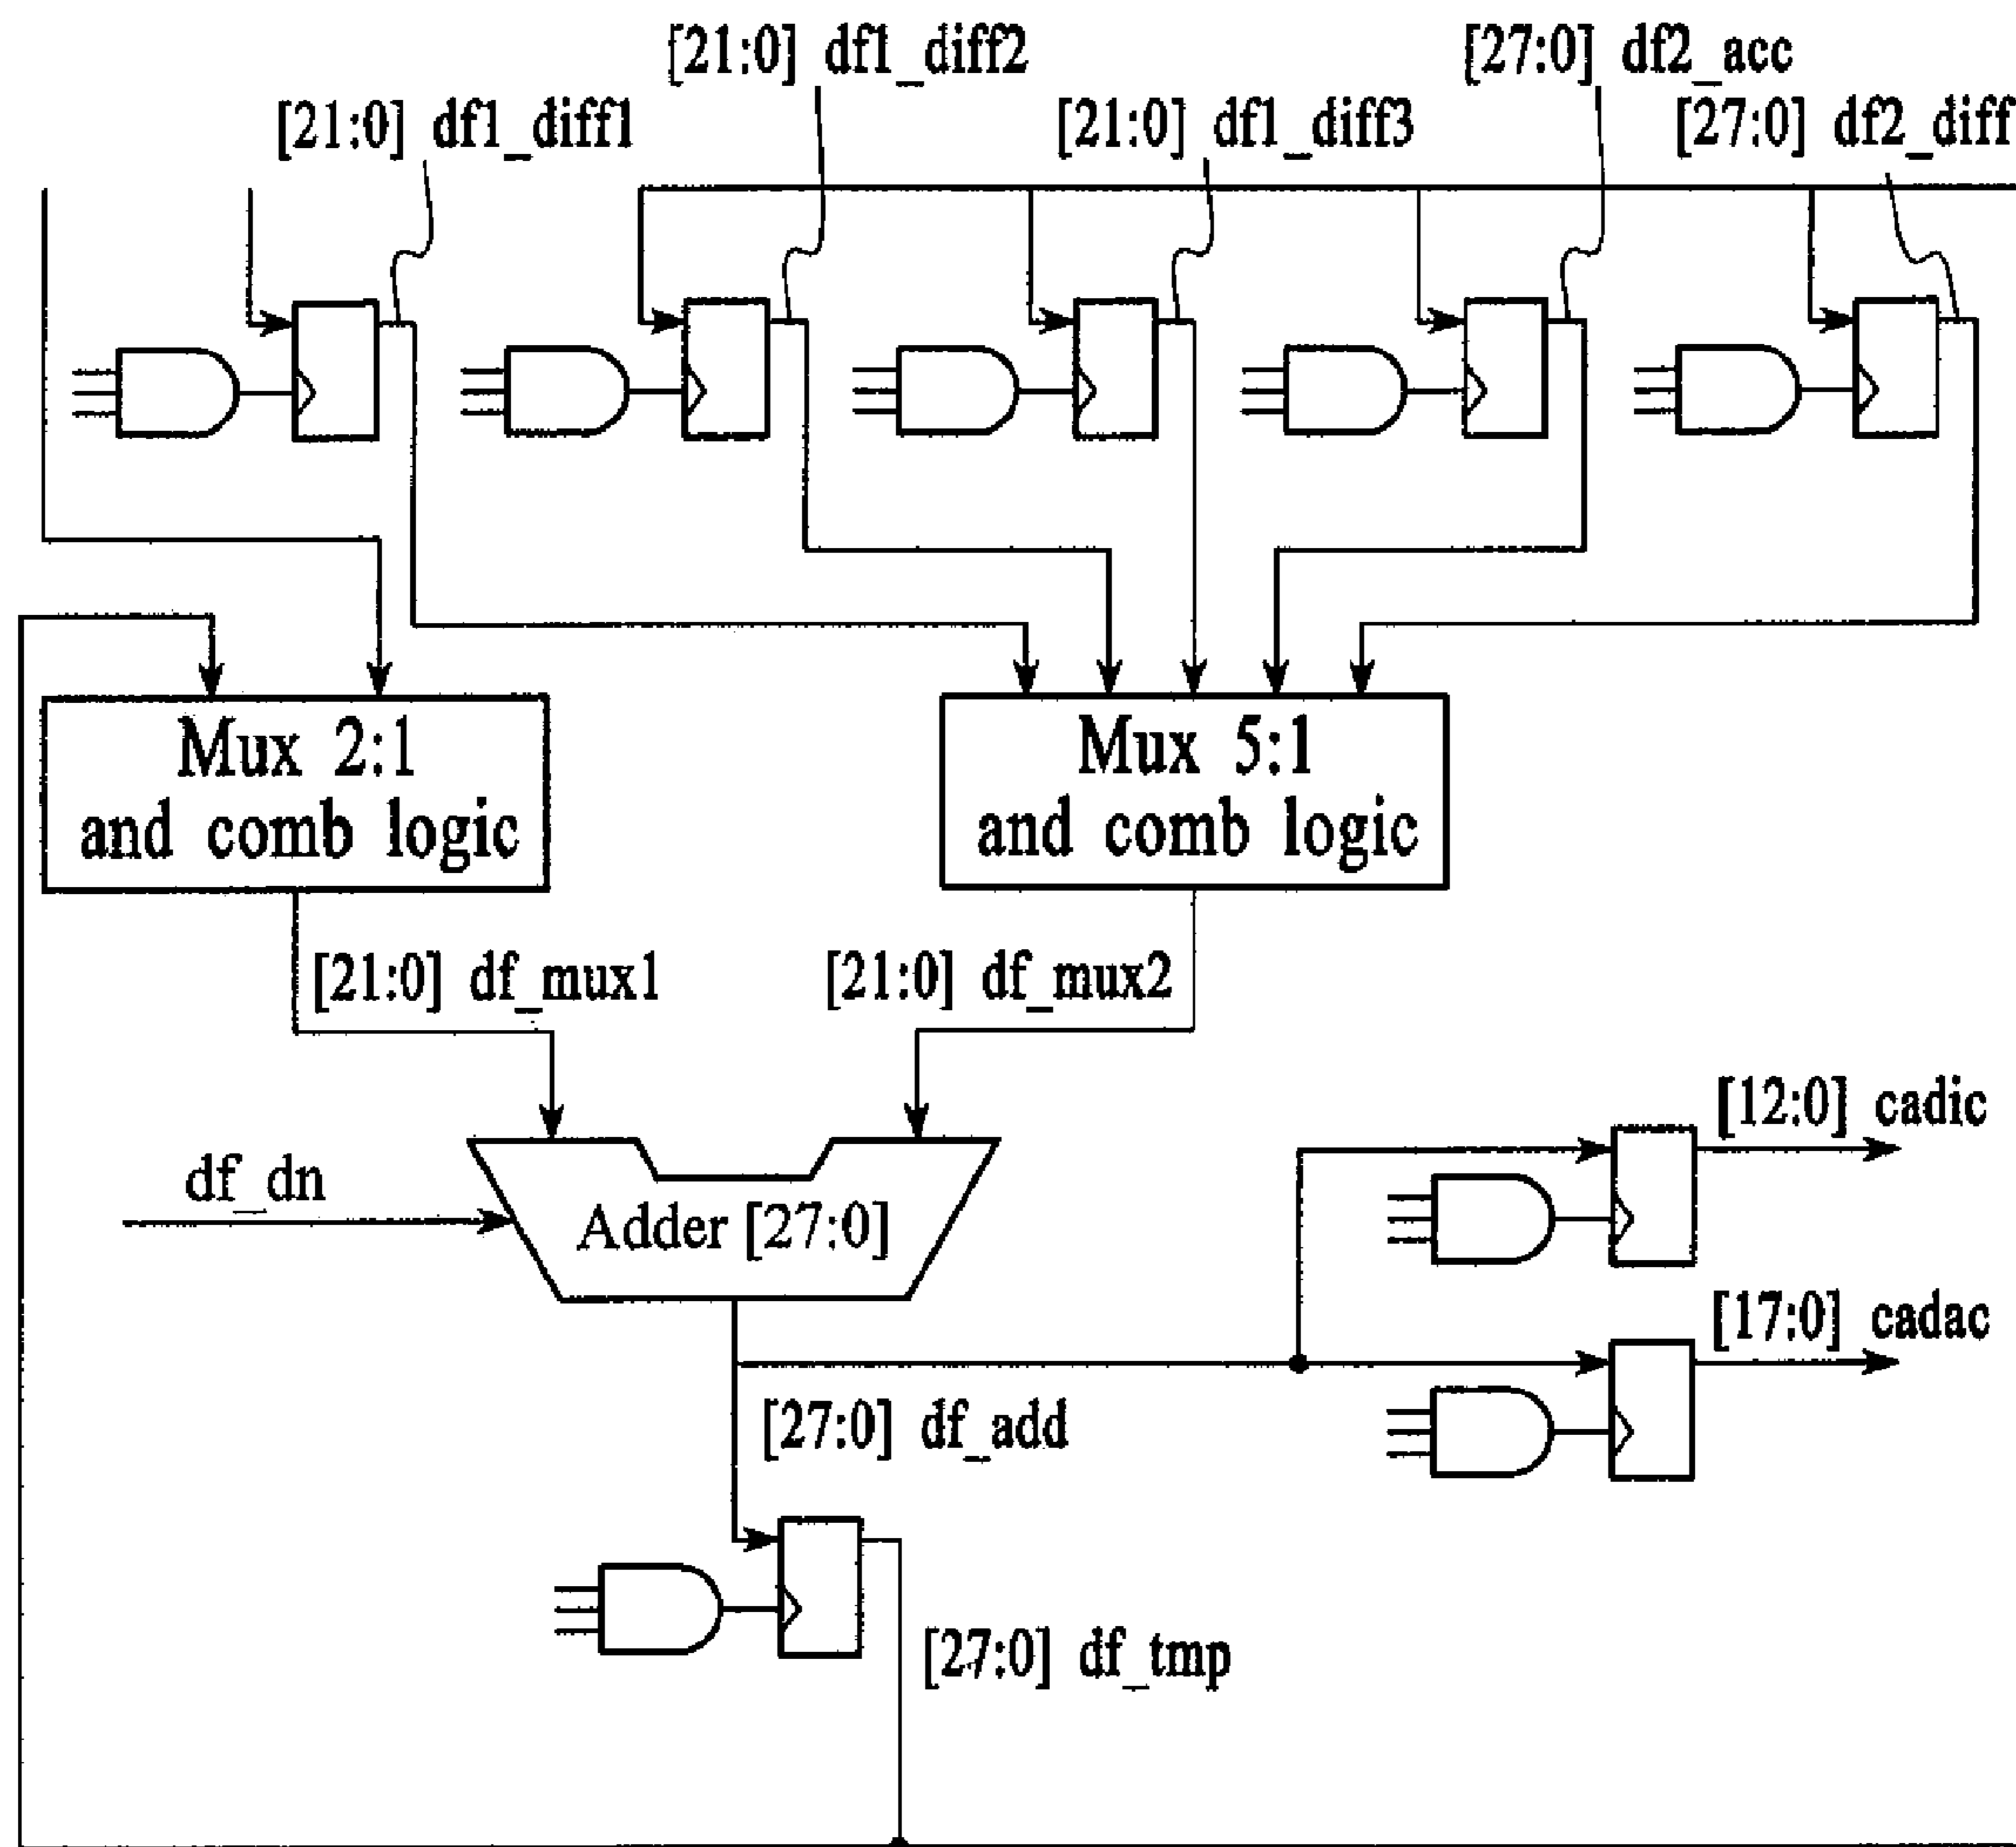 [21:0] df1_diff2
[27:0] df2_acc
[21:0] df1_diff1
[21:0] df1_diff3
[27:0] df2_diff
Mux 2:1
and comb logic
Mux 5:1
and comb logic
[21:0] df_mux1
[21:0] df_mux2
[12:0] cadic
df_dn
Adder [27:0]
[17:0] cadac
[27:0] df_add
[27:0] df_tmp